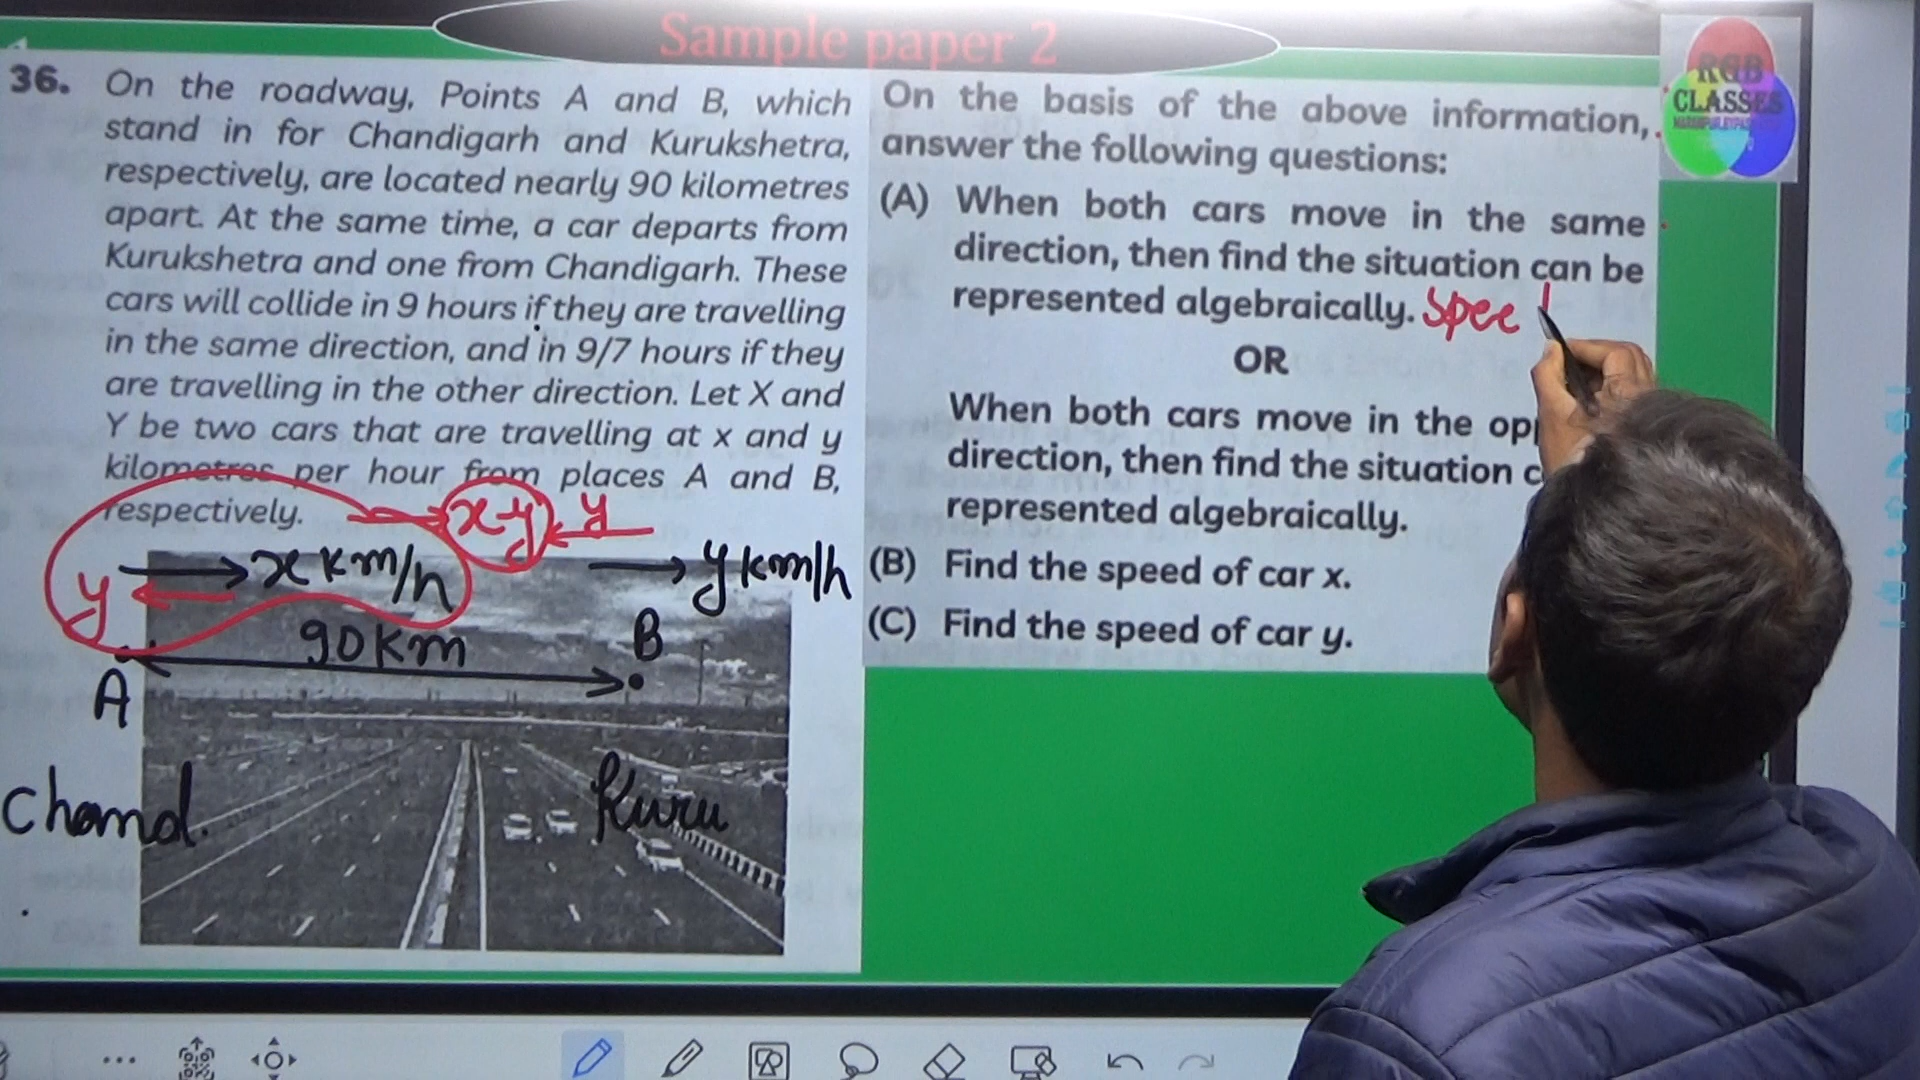 Sample paper 2
36. On the roadway, Points A and B, which
stand in for Chandigarh and Kurukshetra,
respectively, are located nearly 90 kilometres
apart. At the same time, a car departs from
Kurukshetra and one from Chandigarh. These
cars will collide in 9 hours if they are travelling
in the same direction, and in 9/7 hours if they
are travelling in the other direction. Let X and
Y be two cars that are travelling at x and y
kilometres per hour from places A and B,
respectively.
x-y
y
y
x km/h
y km/h
90 Km
A
B
Chand.
Kuru
On the basis of the above information,
answer the following questions:
(A) When both cars move in the same
direction, then find the situation can be
represented algebraically. Spee
OR
When both cars move in the opp
direction, then find the situation c
represented algebraically.
(B) Find the speed of car x.
(C) Find the speed of car y.
RGB
CLASSES